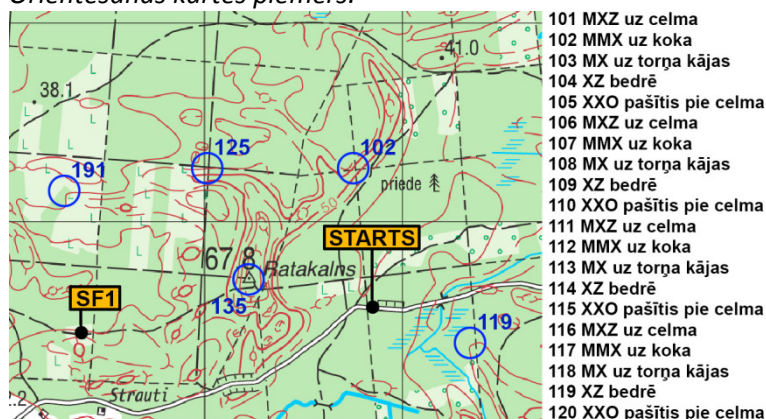 Orientēšanās kartes piemērs:
41.0
38.1
125
102
191
priede
50
STARTS
67.8
Ratakalns
SF1
135
119
Strauti
..2
101 MXZ uz celma
102 MMX uz koka
103 MX uz torņa kājas
104 XZ bedrē
105 XXO pašītis pie celma
106 MXZ uz celma
107 MMX uz koka
108 MX uz torņa kājas
109 XZ bedrē
110 XXO pašītis pie celma
111 MXZ uz celma
112 MMX uz koka
113 MX uz torņa kājas
114 XZ bedrē
115 XXO pašītis pie celma
116 MXZ uz celma
117 MMX uz koka
118 MX uz torņa kājas
119 XZ bedrē
120 XXO pašītis pie celma